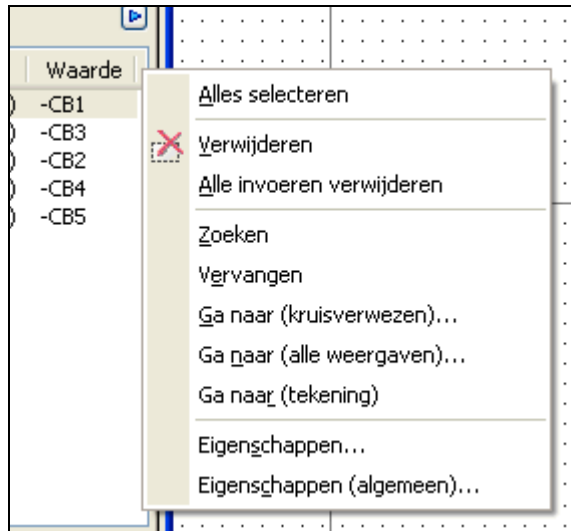 Waarde
-CB1
-CB3
-CB2
-CB4
-CB5
Alles selecteren
Verwijderen
Alle invoeren verwijderen
Zoeken
Vervangen
Ga naar (kruisverwezen)...
Ga naar (alle weergaven)...
Ga naar (tekening)
Eigenschappen...
Eigenschappen (algemeen)...